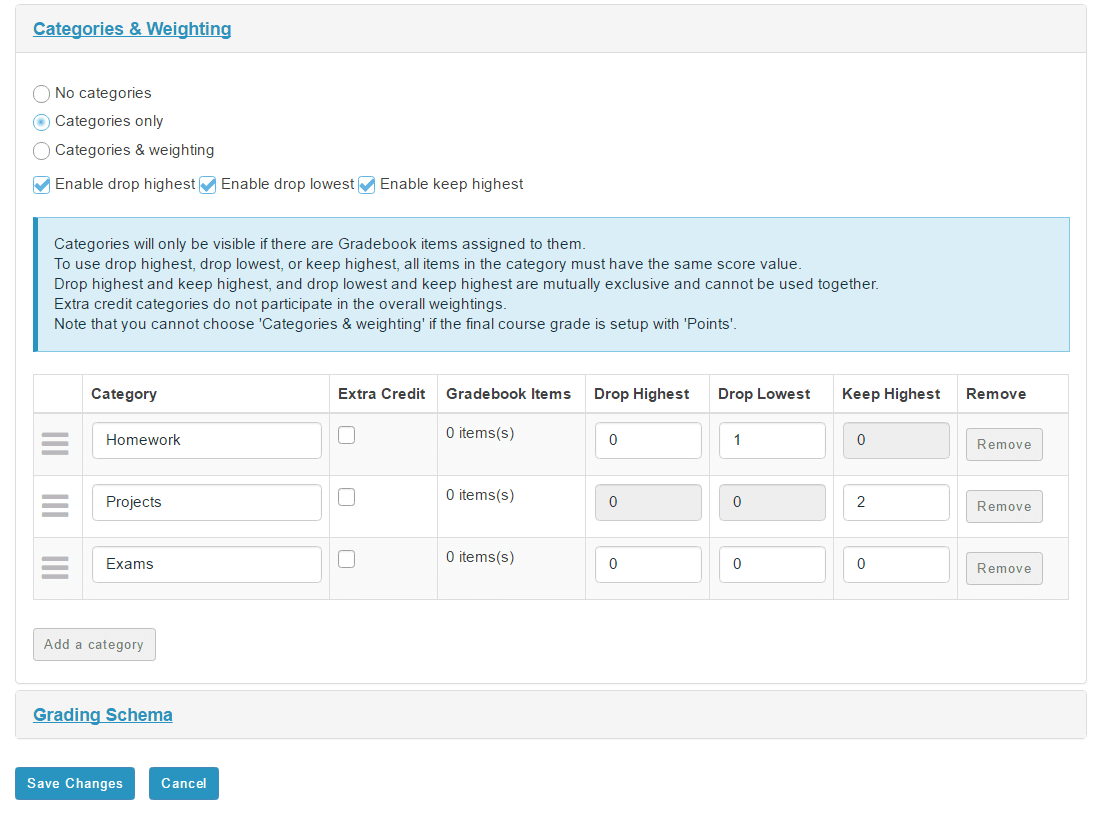 Categories & Weighting
No categories
Categories only
Categories & weighting
Enable drop highest Enable drop lowest Enable keep highest
Categories will only be visible if there are Gradebook items assigned to them.
To use drop highest, drop lowest, or keep highest, all items in the category must have the same score value.
Drop highest and keep highest, and drop lowest and keep highest are mutually exclusive and cannot be used together.
Extra credit categories do not participate in the overall weightings.
Note that you cannot choose 'Categories & weighting' if the final course grade is setup with 'Points'.
Category Extra Credit Gradebook Items Drop Highest Drop Lowest Keep Highest Remove
Homework 0 items(s) 0 1 0 Remove
Projects 0 items(s) 0 0 2 Remove
Exams 0 items(s) 0 0 0 Remove
Add a category
Grading Schema
Save Changes Cancel